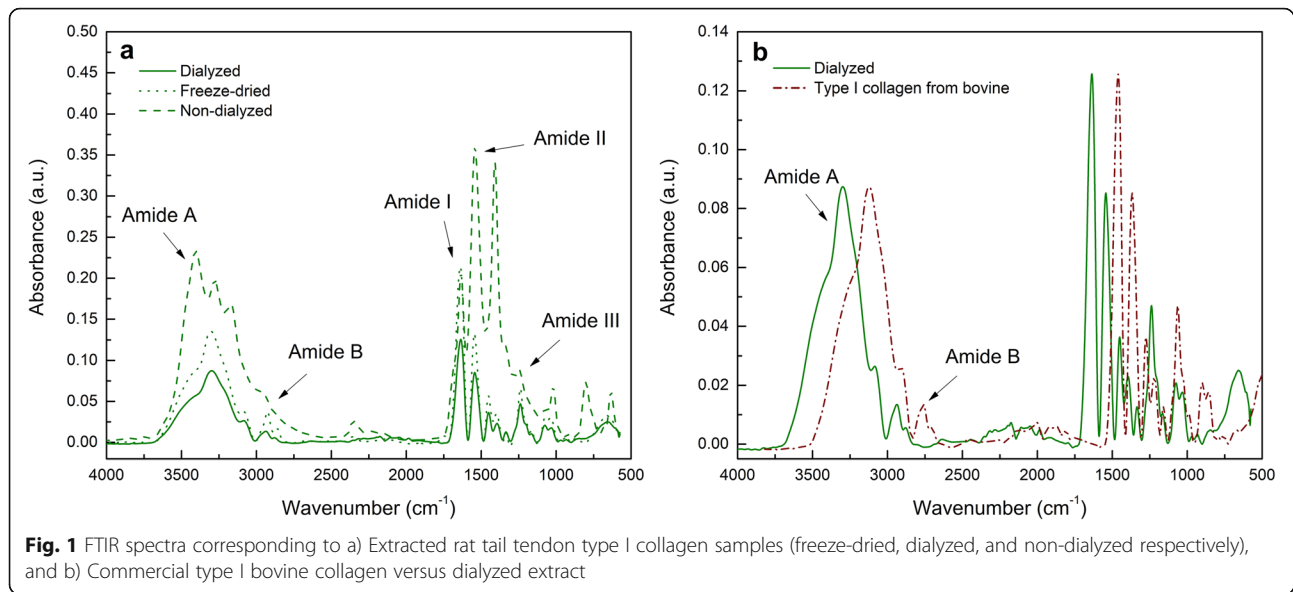 a
Dialyzed
Freeze-dried
Non-dialyzed
Amide A
Amide B
Amide I
Amide II
Amide III
0.50
0.45
0.40
0.35
0.30
0.25
0.20
0.15
0.10
0.05
0.00
Absorbance (a.u.)
4000 3500 3000 2500 2000 1500 1000 500
Wavenumber (cm-1)
b
Dialyzed
Type I collagen from bovine
Amide A
Amide B
0.14
0.12
0.10
0.08
0.06
0.04
0.02
0.00
Absorbance (a.u.)
4000 3500 3000 2500 2000 1500 1000 500
Wavenumber (cm-1)
Fig. 1 FTIR spectra corresponding to a) Extracted rat tail tendon type I collagen samples (freeze-dried, dialyzed, and non-dialyzed respectively),
and b) Commercial type I bovine collagen versus dialyzed extract